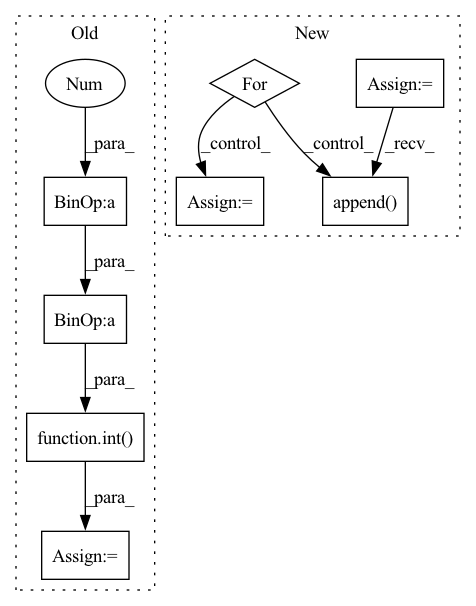 Old
New
Num
For
Assign:=
_para_
_control_
_control_
_recv_
BinOp:a
Assign:=
append()
_para_
BinOp:a
_para_
function.int()
_para_
Assign:=